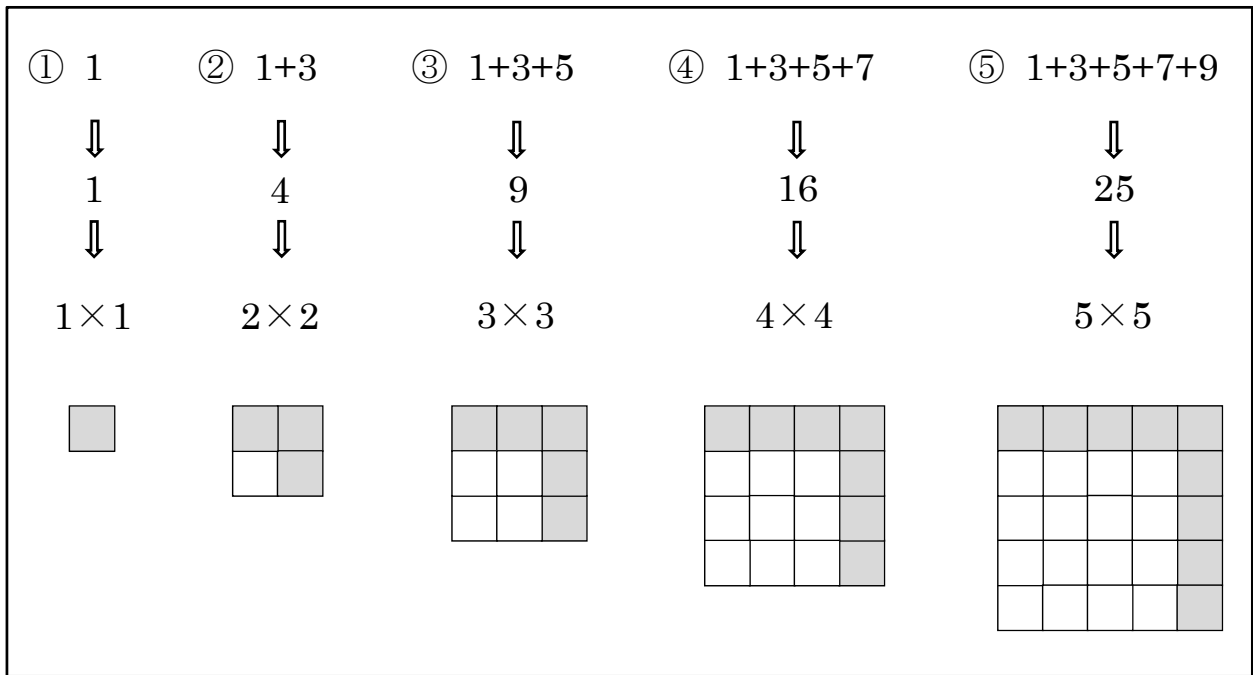 ① 1 ② 1+3 ③ 1+3+5 ④ 1+3+5+7 ⑤ 1+3+5+7+9
⇩ ⇩ ⇩ ⇩ ⇩
1 4 9 16 25
⇩ ⇩ ⇩ ⇩ ⇩
1×1 2×2 3×3 4×4 5×5